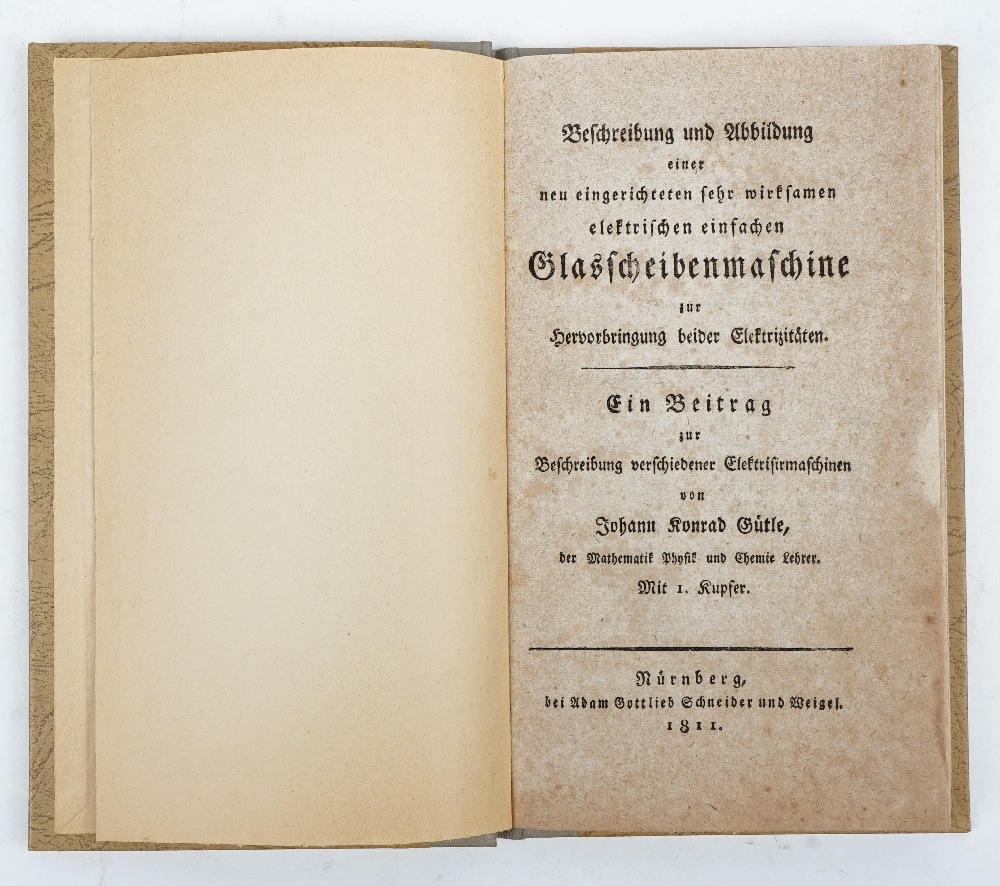 Beſchreibung und Abbildung
einer
neu eingerichteten ſehr wirkſamen
elektriſchen einfachen
Glasſcheibenmaſchine
zur
Hervorbringung beider Elektrizitäten.
Ein Beitrag
zur
Beſchreibung verſchiedener Elektriſirmaſchinen
von
Johann Konrad Gütle,
der Mathematik Phyſik und Chemie Lehrer.
Mit 1. Kupfer.
Nürnberg,
bei Adam Gottlieb Schneider und Weigel.
1811.